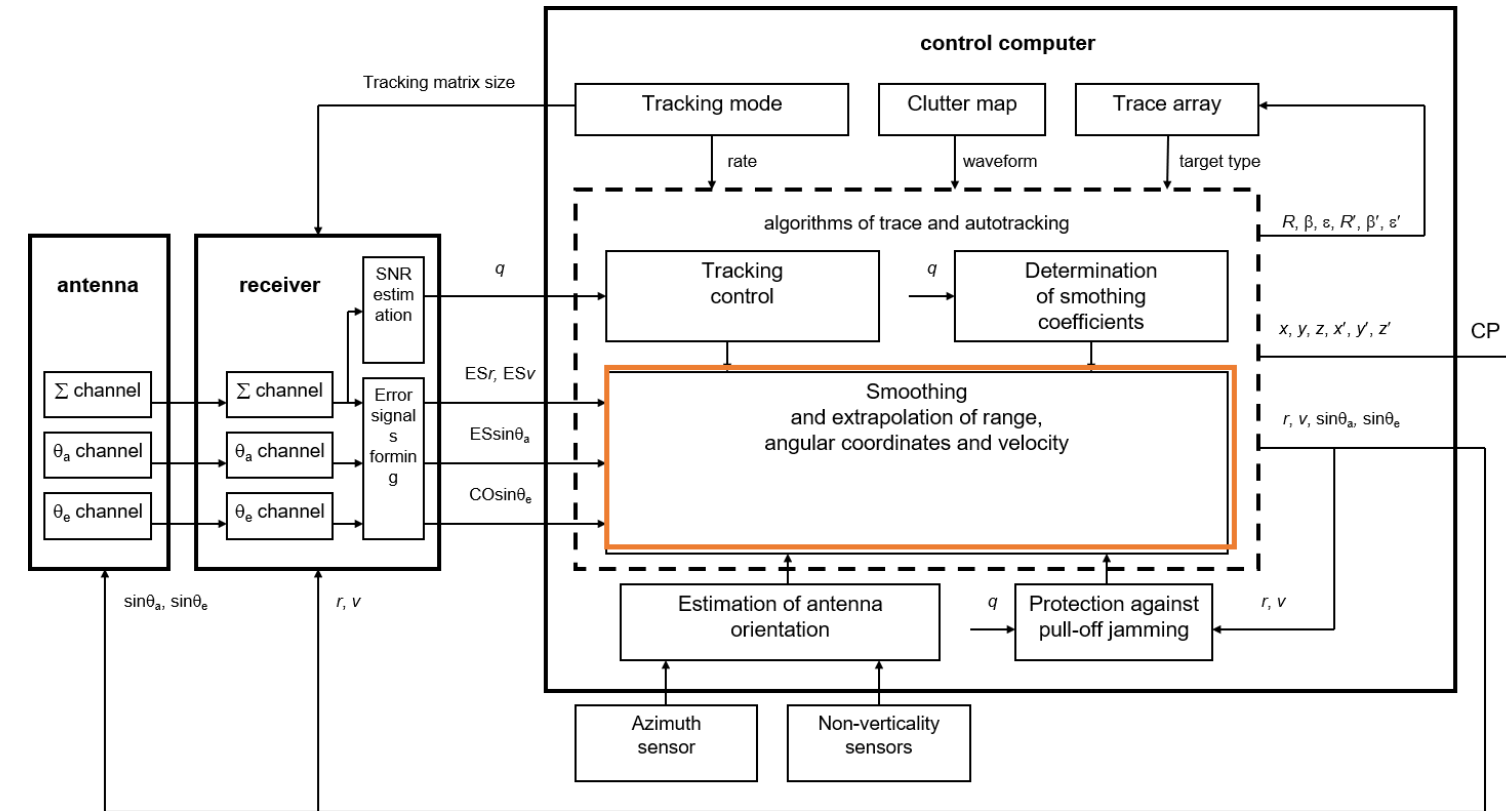 control computer
Tracking matrix size
Tracking mode
Clutter map
Trace array
rate
waveform
target type
algorithms of trace and autotracking
R, β, ε, R′, β′, ε′
antenna
receiver
SNR
estim
ation
q
Tracking
control
q
Determination
of smothing
coefficients
x, y, z, x′, y′, z′
CP
ESr, ESv
Σ channel
Σ channel
Error
signal
s
formin
g
Smoothing
and extrapolation of range,
angular coordinates and velocity
r, v, sinθa, sinθe
ESsinθa
θa channel
θa channel
COsinθe
θe channel
θe channel
sinθa, sinθe
r, v
Estimation of antenna
orientation
q
Protection against
pull-off jamming
r, v
Azimuth
sensor
Non-verticality
sensors